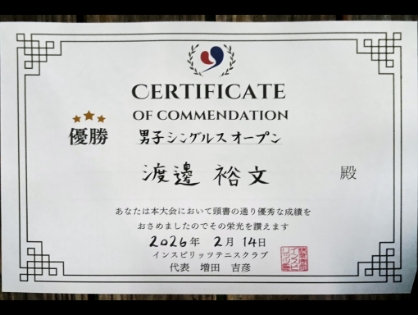 CERTIFICATE
OF COMMENDATION
優勝 男子シングルスオープン
渡邊 裕文 殿
あなたは本大会において頭書の通り優秀な成績を
おさめましたのでその栄光を讃えます
2026年 2月 14日
インスピリッツテニスクラブ
代表 増田 吉彦